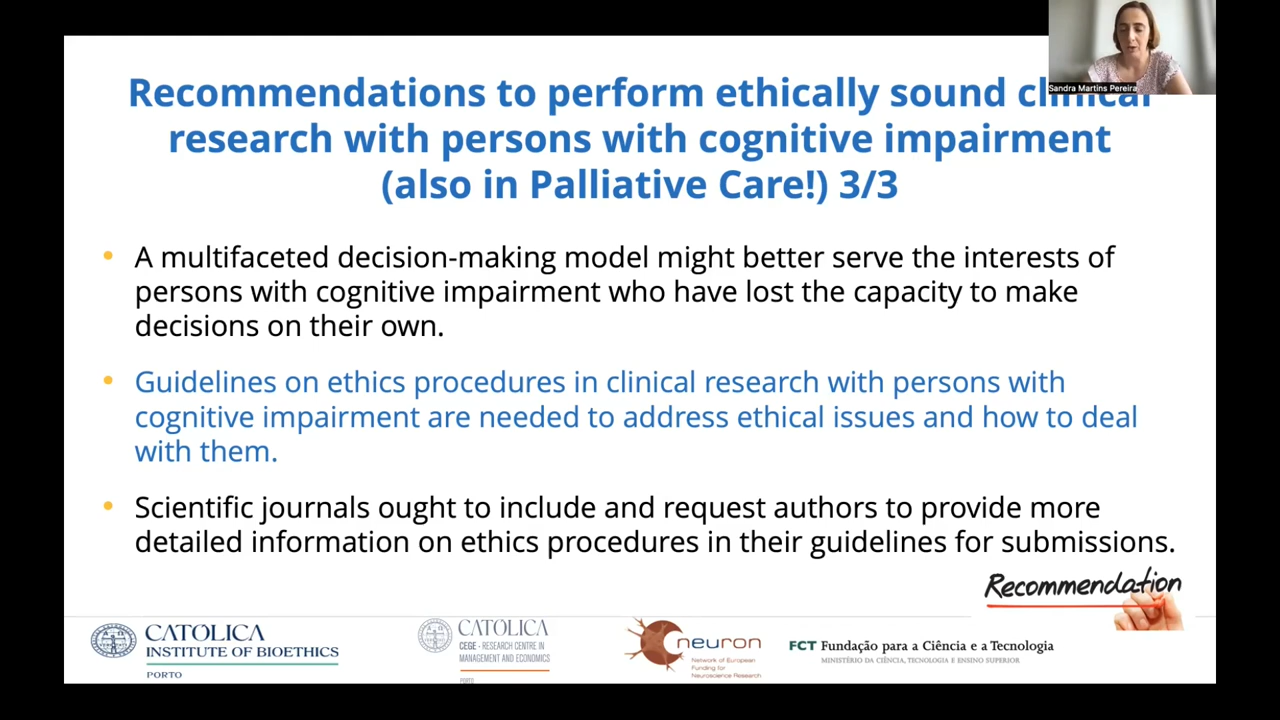 Recommendations to perform ethically sound clinical
research with persons with cognitive impairment
(also in Palliative Care!) 3/3
Sandra Martins Pereira
• A multifaceted decision-making model might better serve the interests of
persons with cognitive impairment who have lost the capacity to make
decisions on their own.
• Guidelines on ethics procedures in clinical research with persons with
cognitive impairment are needed to address ethical issues and how to deal
with them.
• Scientific journals ought to include and request authors to provide more
detailed information on ethics procedures in their guidelines for submissions.
Recommendation
CATOLICA
INSTITUTE OF BIOETHICS
PORTO
CATOLICA
CEGE - RESEARCH CENTRE IN
MANAGEMENT AND ECONOMICS
PORTO
neuron
Network of European
Funding for
Neuroscience Research
FCT Fundação para a Ciência e a Tecnologia
MINISTÉRIO DA CIÊNCIA, TECNOLOGIA E ENSINO SUPERIOR